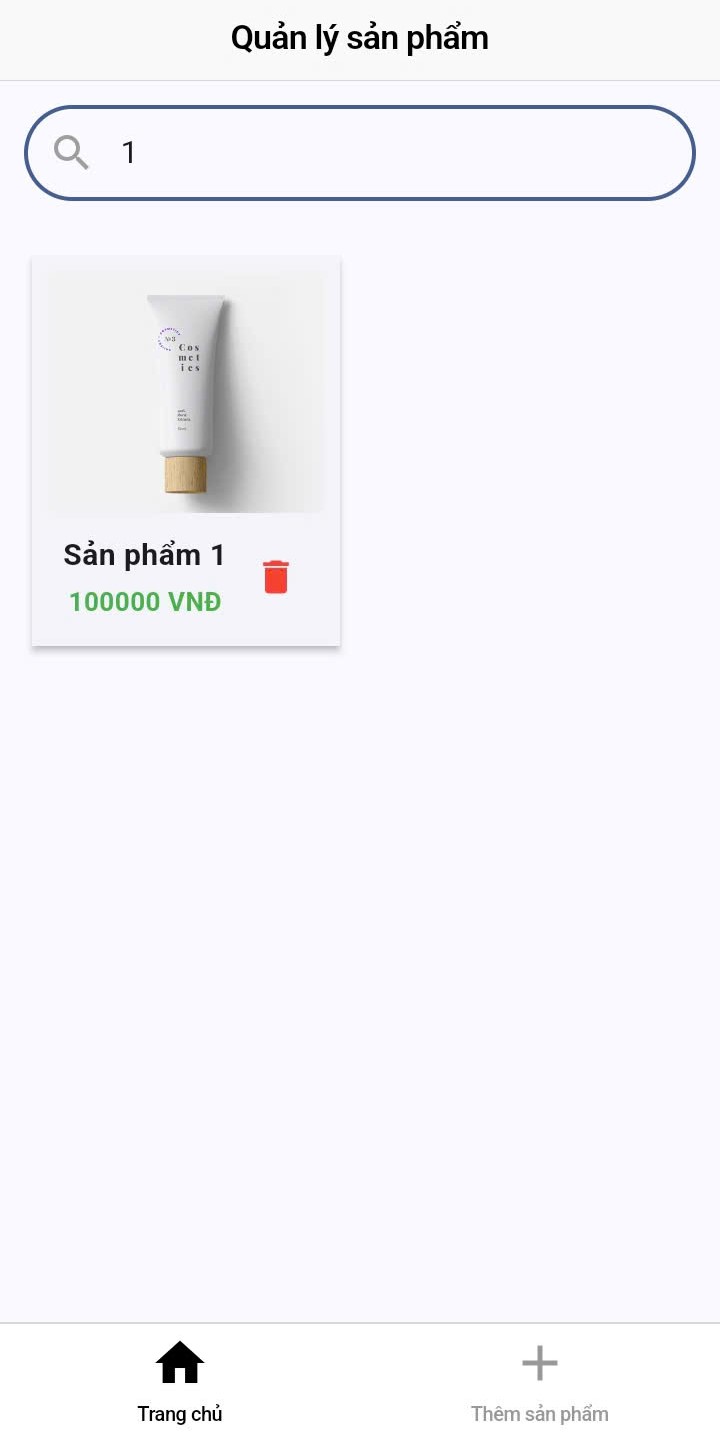 Quản lý sản phẩm
1
№3
Cos
met
ics
Sản phẩm 1
100000 VNĐ
Trang chủ
Thêm sản phẩm